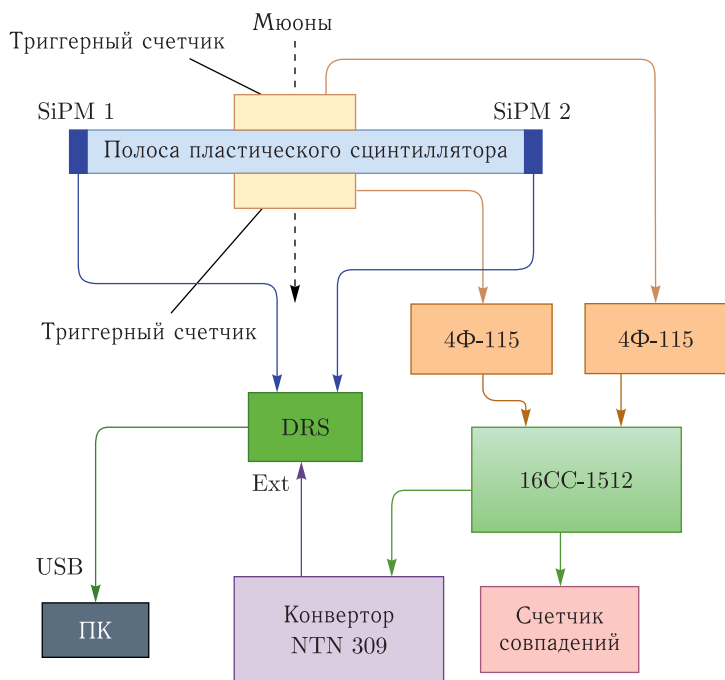 Мюоны
Триггерный счетчик
SiPM 1
SiPM 2
Полоса пластического сцинтиллятора
Триггерный счетчик
4Ф-115
4Ф-115
DRS
16CC-1512
Ext
USB
ПК
Конвертор
NTN 309
Счетчик
совпадений